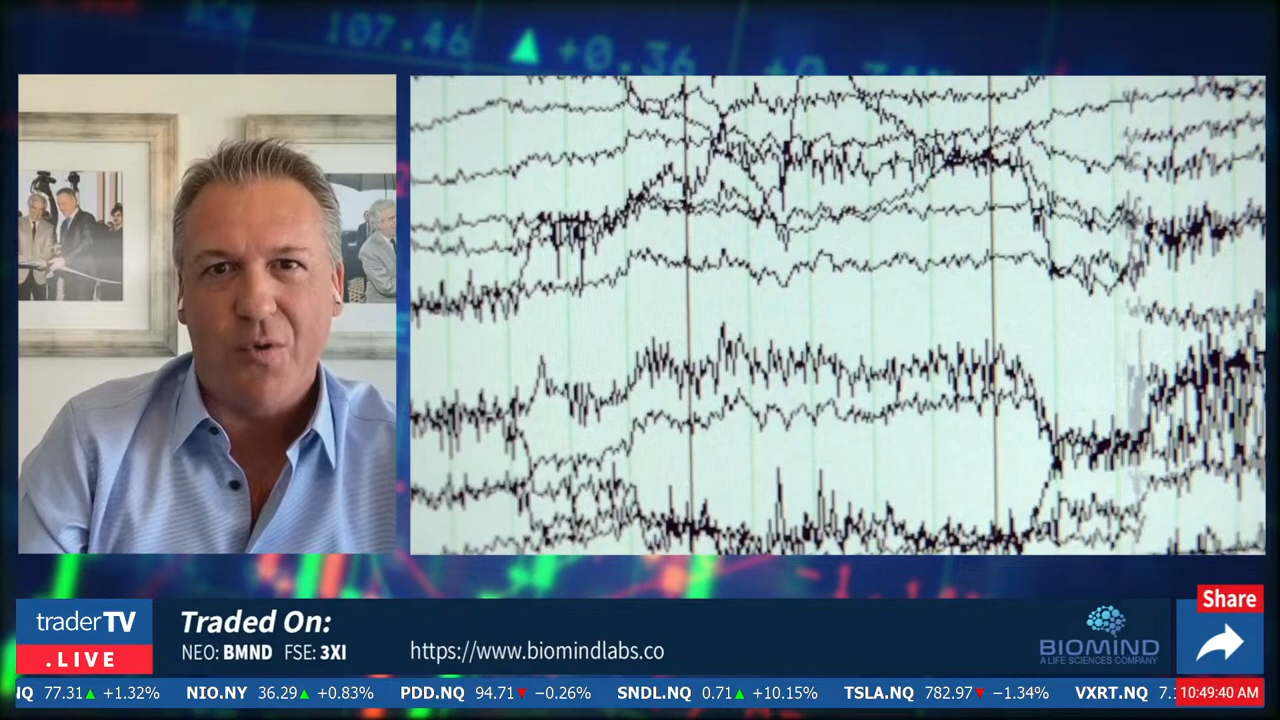 107.46 ▲ +0.36
Share
traderTV
.LIVE
Traded On:
NEO: BMND FSE: 3XI
https://www.biomindlabs.co
BIOMIND
A LIFE SCIENCES COMPANY
NQ 77.31▲ +1.32% NIO.NY 36.29▲ +0.83% PDD.NQ 94.71▼ −0.26% SNDL.NQ 0.71▲ +10.15% TSLA.NQ 782.97▼ −1.34% VXRT.NQ
10:49:40 AM